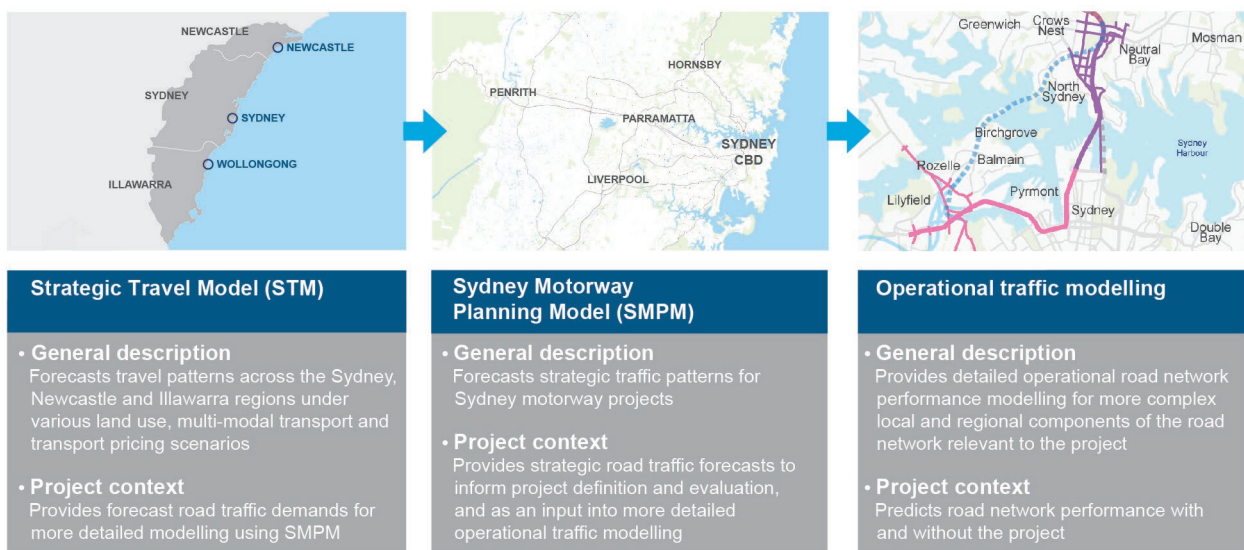 NEWCASTLE
NEWCASTLE
SYDNEY
SYDNEY
WOLLONGONG
ILLAWARRA
HORNSBY
PENRITH
PARRAMATTA
SYDNEY
CBD
LIVERPOOL
Greenwich
Crows
Nest
Mosman
Neutral
Bay
North
Sydney
Birchgrove
Sydney
Harbour
Balmain
Rozelle
Pyrmont
Lilyfield
Sydney
Double
Bay
Strategic Travel Model (STM)
• General description
Forecasts travel patterns across the Sydney,
Newcastle and Illawarra regions under
various land use, multi-modal transport and
transport pricing scenarios
• Project context
Provides forecast road traffic demands for
more detailed modelling using SMPM
Sydney Motorway
Planning Model (SMPM)
• General description
Forecasts strategic traffic patterns for
Sydney motorway projects
• Project context
Provides strategic road traffic forecasts to
inform project definition and evaluation,
and as an input into more detailed
operational traffic modelling
Operational traffic modelling
• General description
Provides detailed operational road network
performance modelling for more complex
local and regional components of the road
network relevant to the project
• Project context
Predicts road network performance with
and without the project